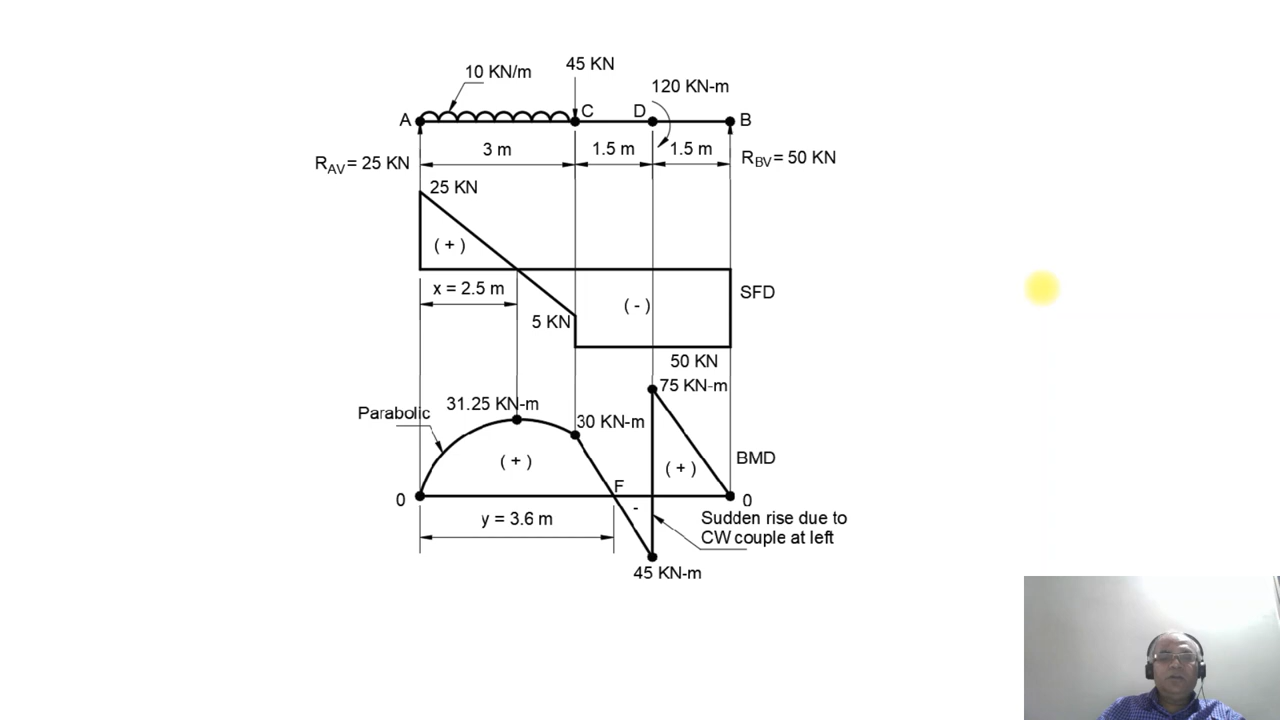 10 KN/m
45 KN
120 KN-m
A
C
D
B
3 m
1.5 m
1.5 m
RAV = 25 KN
RBV = 50 KN
25 KN
( + )
x = 2.5 m
( - )
SFD
5 KN
50 KN
75 KN-m
31.25 KN-m
Parabolic
30 KN-m
( + )
( + )
BMD
F
0
0
-
y = 3.6 m
Sudden rise due to
CW couple at left
45 KN-m